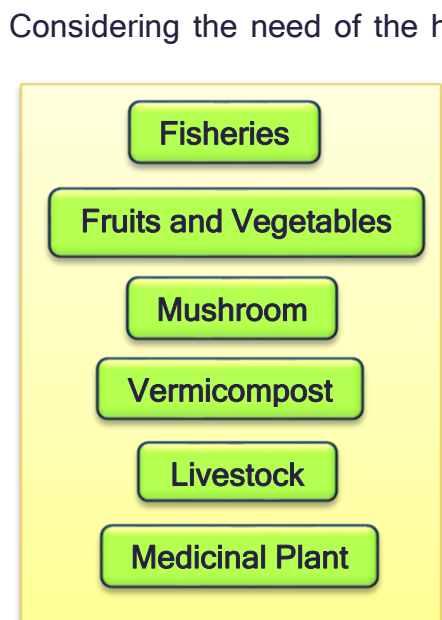 Considering the need of the
Fisheries
Fruits and Vegetables
Mushroom
Vermicompost
Livestock
Medicinal Plant